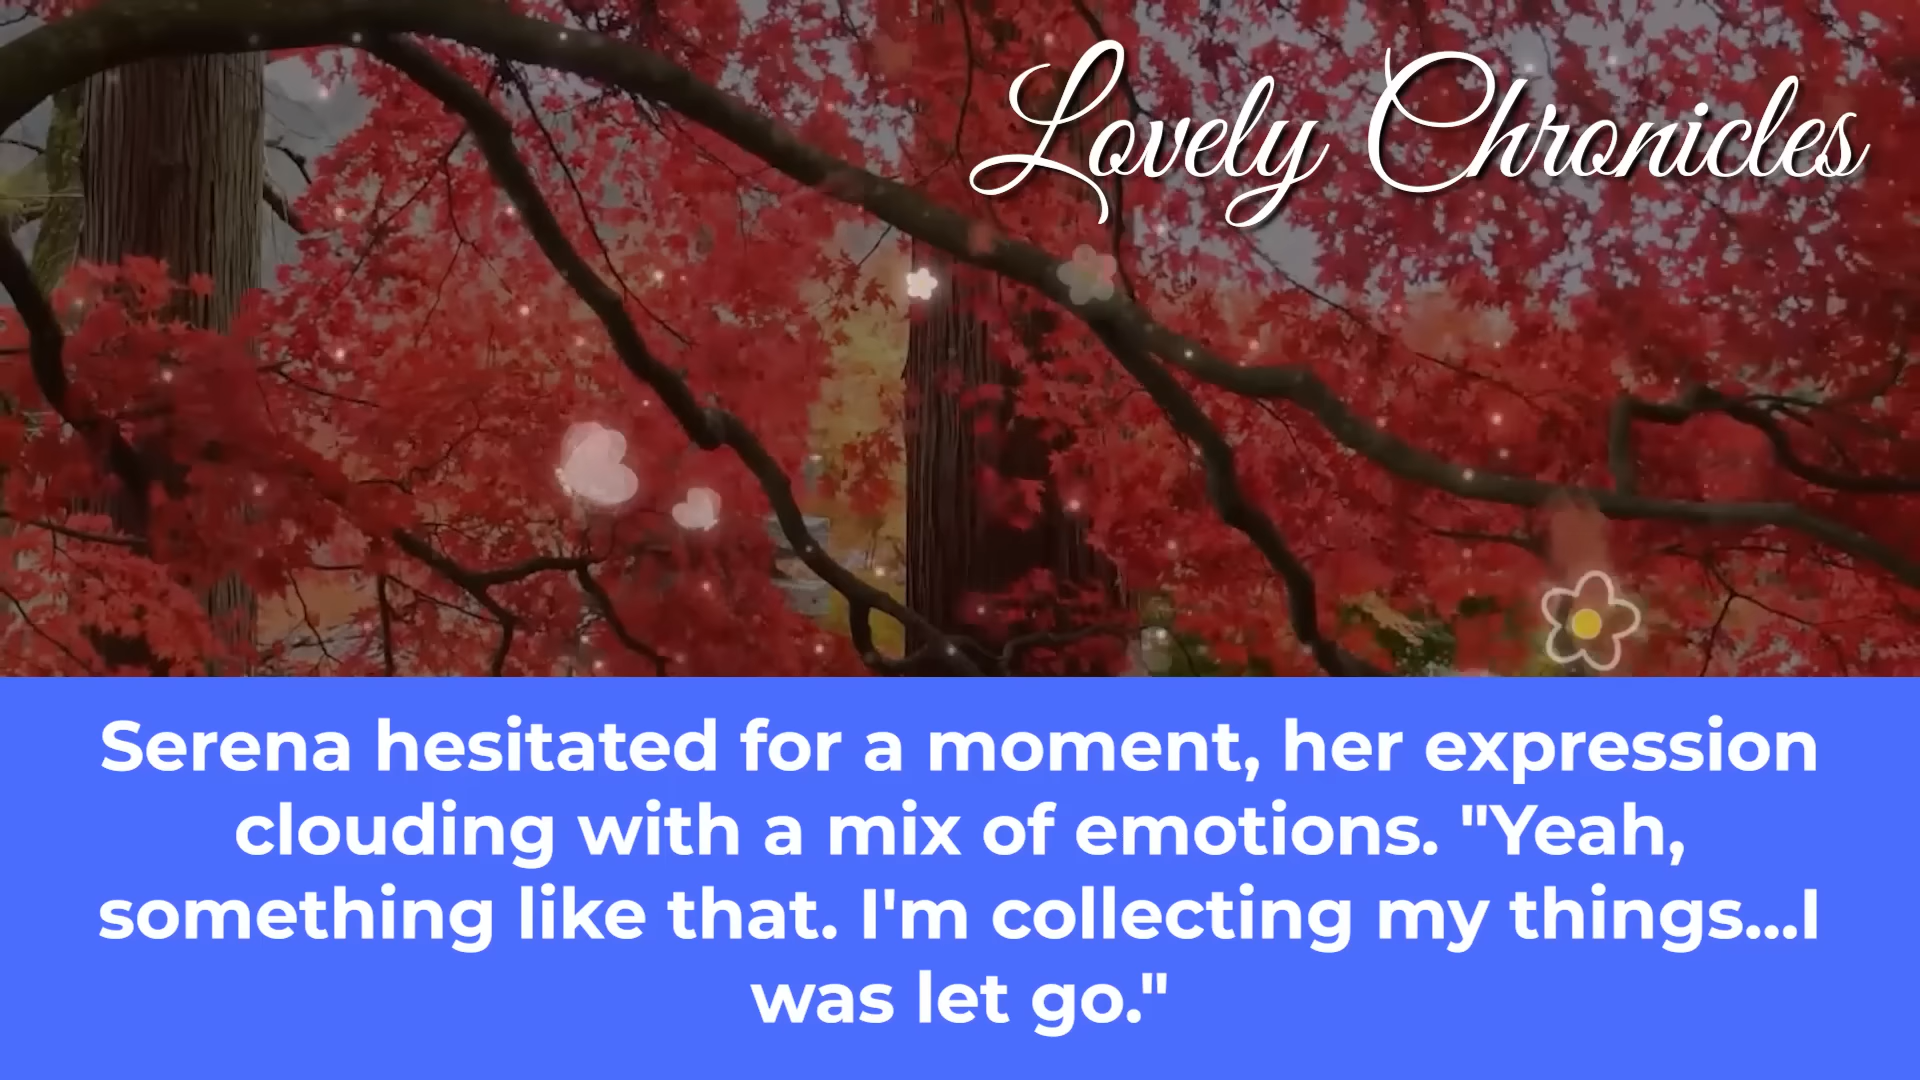 Lovely Chronicles
Serena hesitated for a moment, her expression
clouding with a mix of emotions. "Yeah,
something like that. I'm collecting my things...I
was let go."